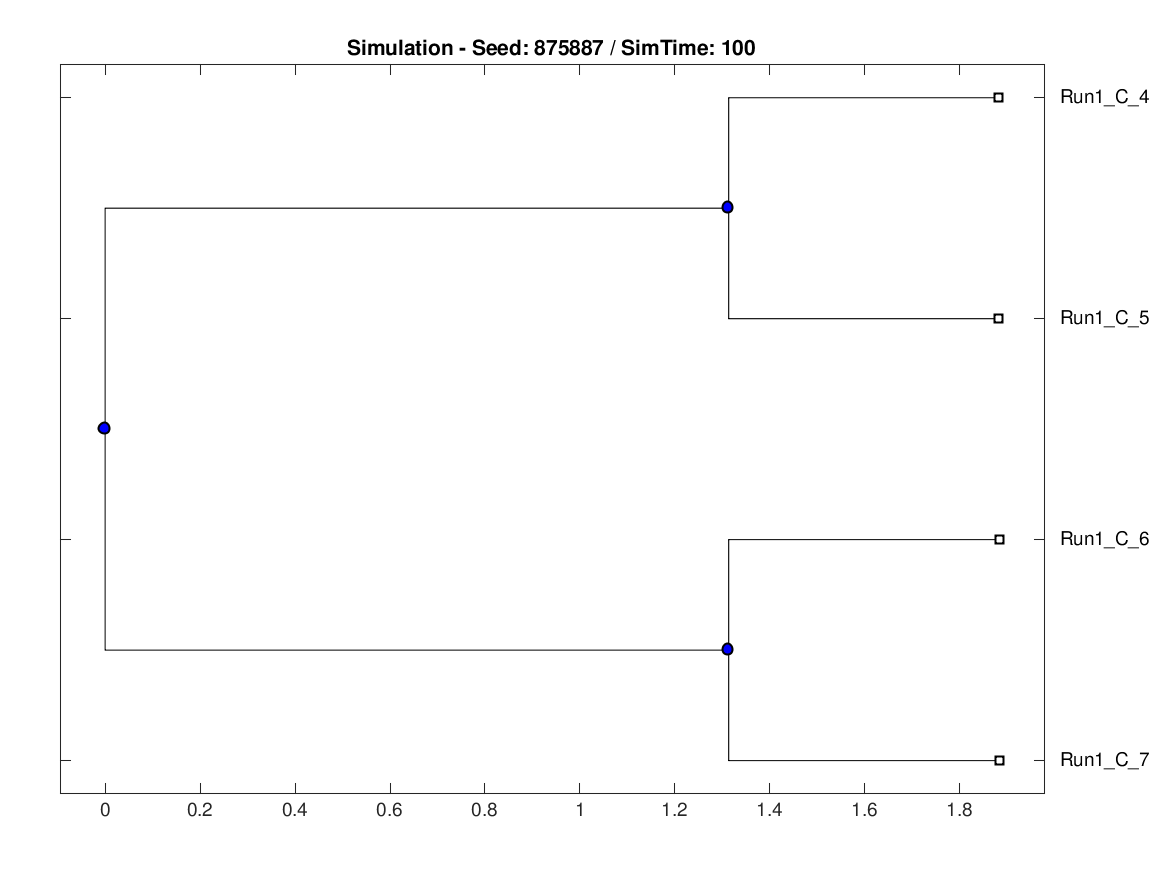 Simulation - Seed: 875887 / SimTime: 100
Run1_C_4
Run1_C_5
Run1_C_6
Run1_C_7
0 0.2 0.4 0.6 0.8 1 1.2 1.4 1.6 1.8